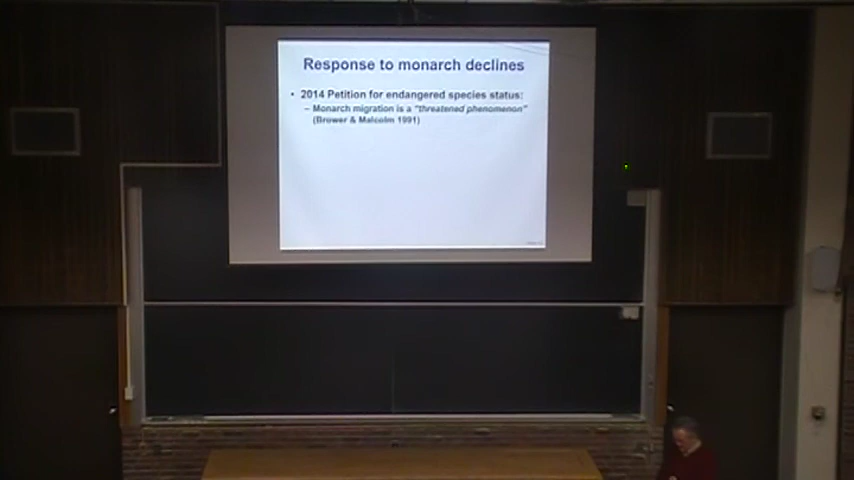 Response to monarch declines
• 2014 Petition for endangered species status:
– Monarch migration is a "threatened phenomenon"
(Brower & Malcolm 1991)